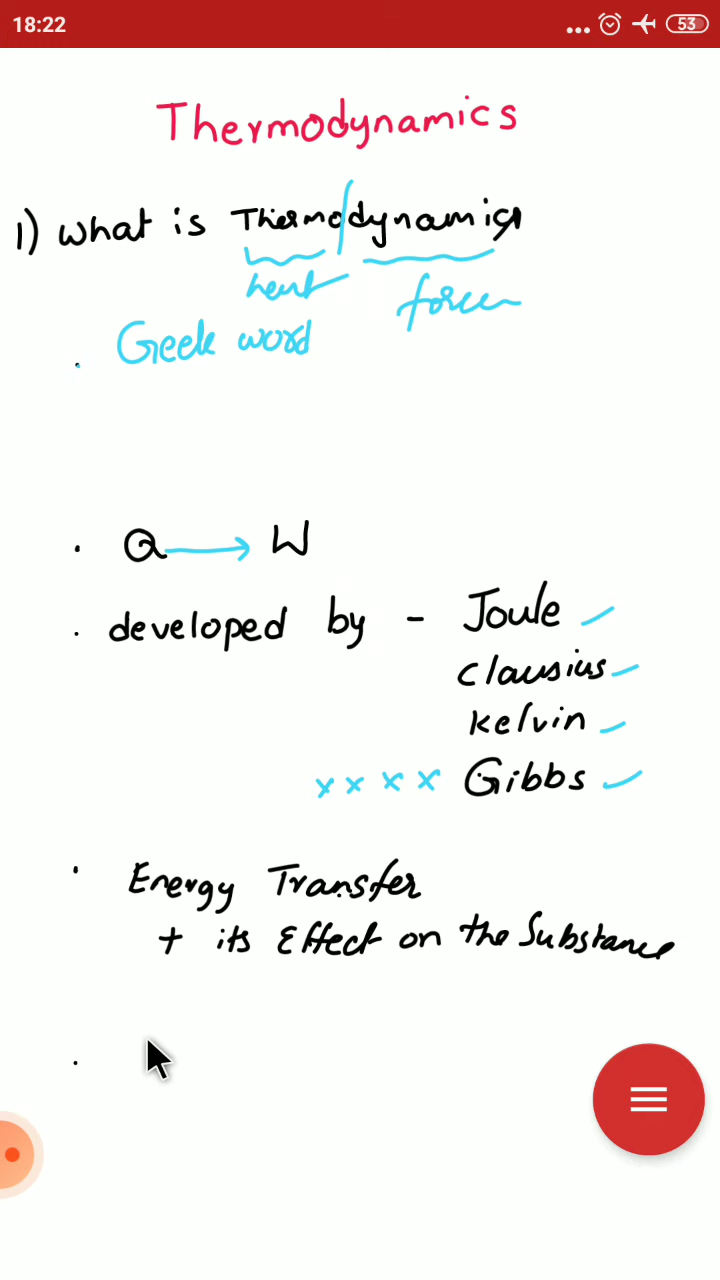 18:22
53
Thermodynamics
1) what is Thermodynamics
heat force
Greek word
Q → W
developed by - Joule
Clausius
Kelvin
x x x x Gibbs
Energy Transfer
+ its Effect on the Substance